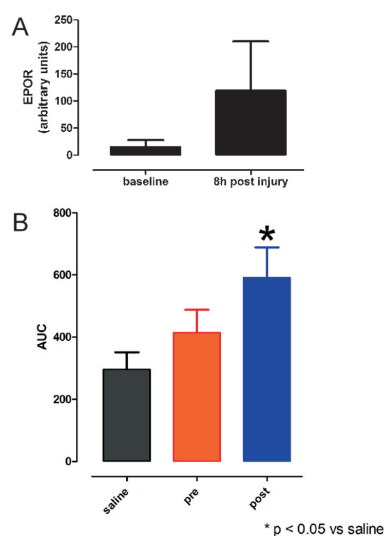 A
EPOR
(arbitrary units)
250
200
150
100
50
0
baseline 8h post injury
B
AUC
800
600
400
200
0
*
saline pre post
* p < 0.05 vs saline